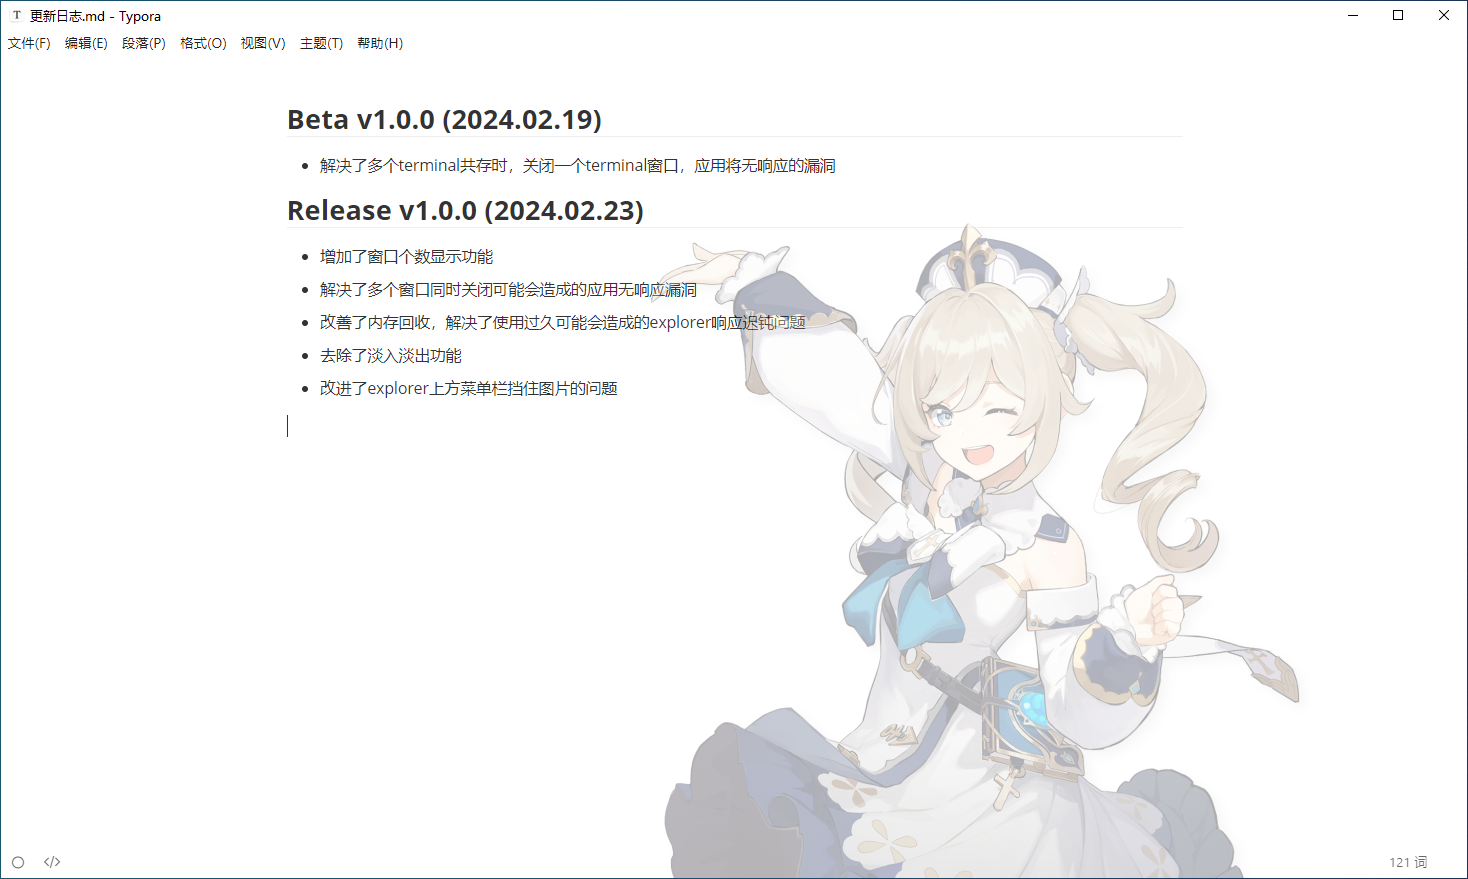 更新日志.md - Typora
文件(F) 编辑(E) 段落(P) 格式(O) 视图(V) 主题(T) 帮助(H)
Beta v1.0.0 (2024.02.19)
解决了多个terminal共存时，关闭一个terminal窗口，应用将无响应的漏洞
Release v1.0.0 (2024.02.23)
增加了窗口个数显示功能
解决了多个窗口同时关闭可能会造成的应用无响应漏洞
改善了内存回收，解决了使用过久可能会造成的explorer响应迟钝问题
去除了淡入淡出功能
改进了explorer上方菜单栏挡住图片的问题
121 词